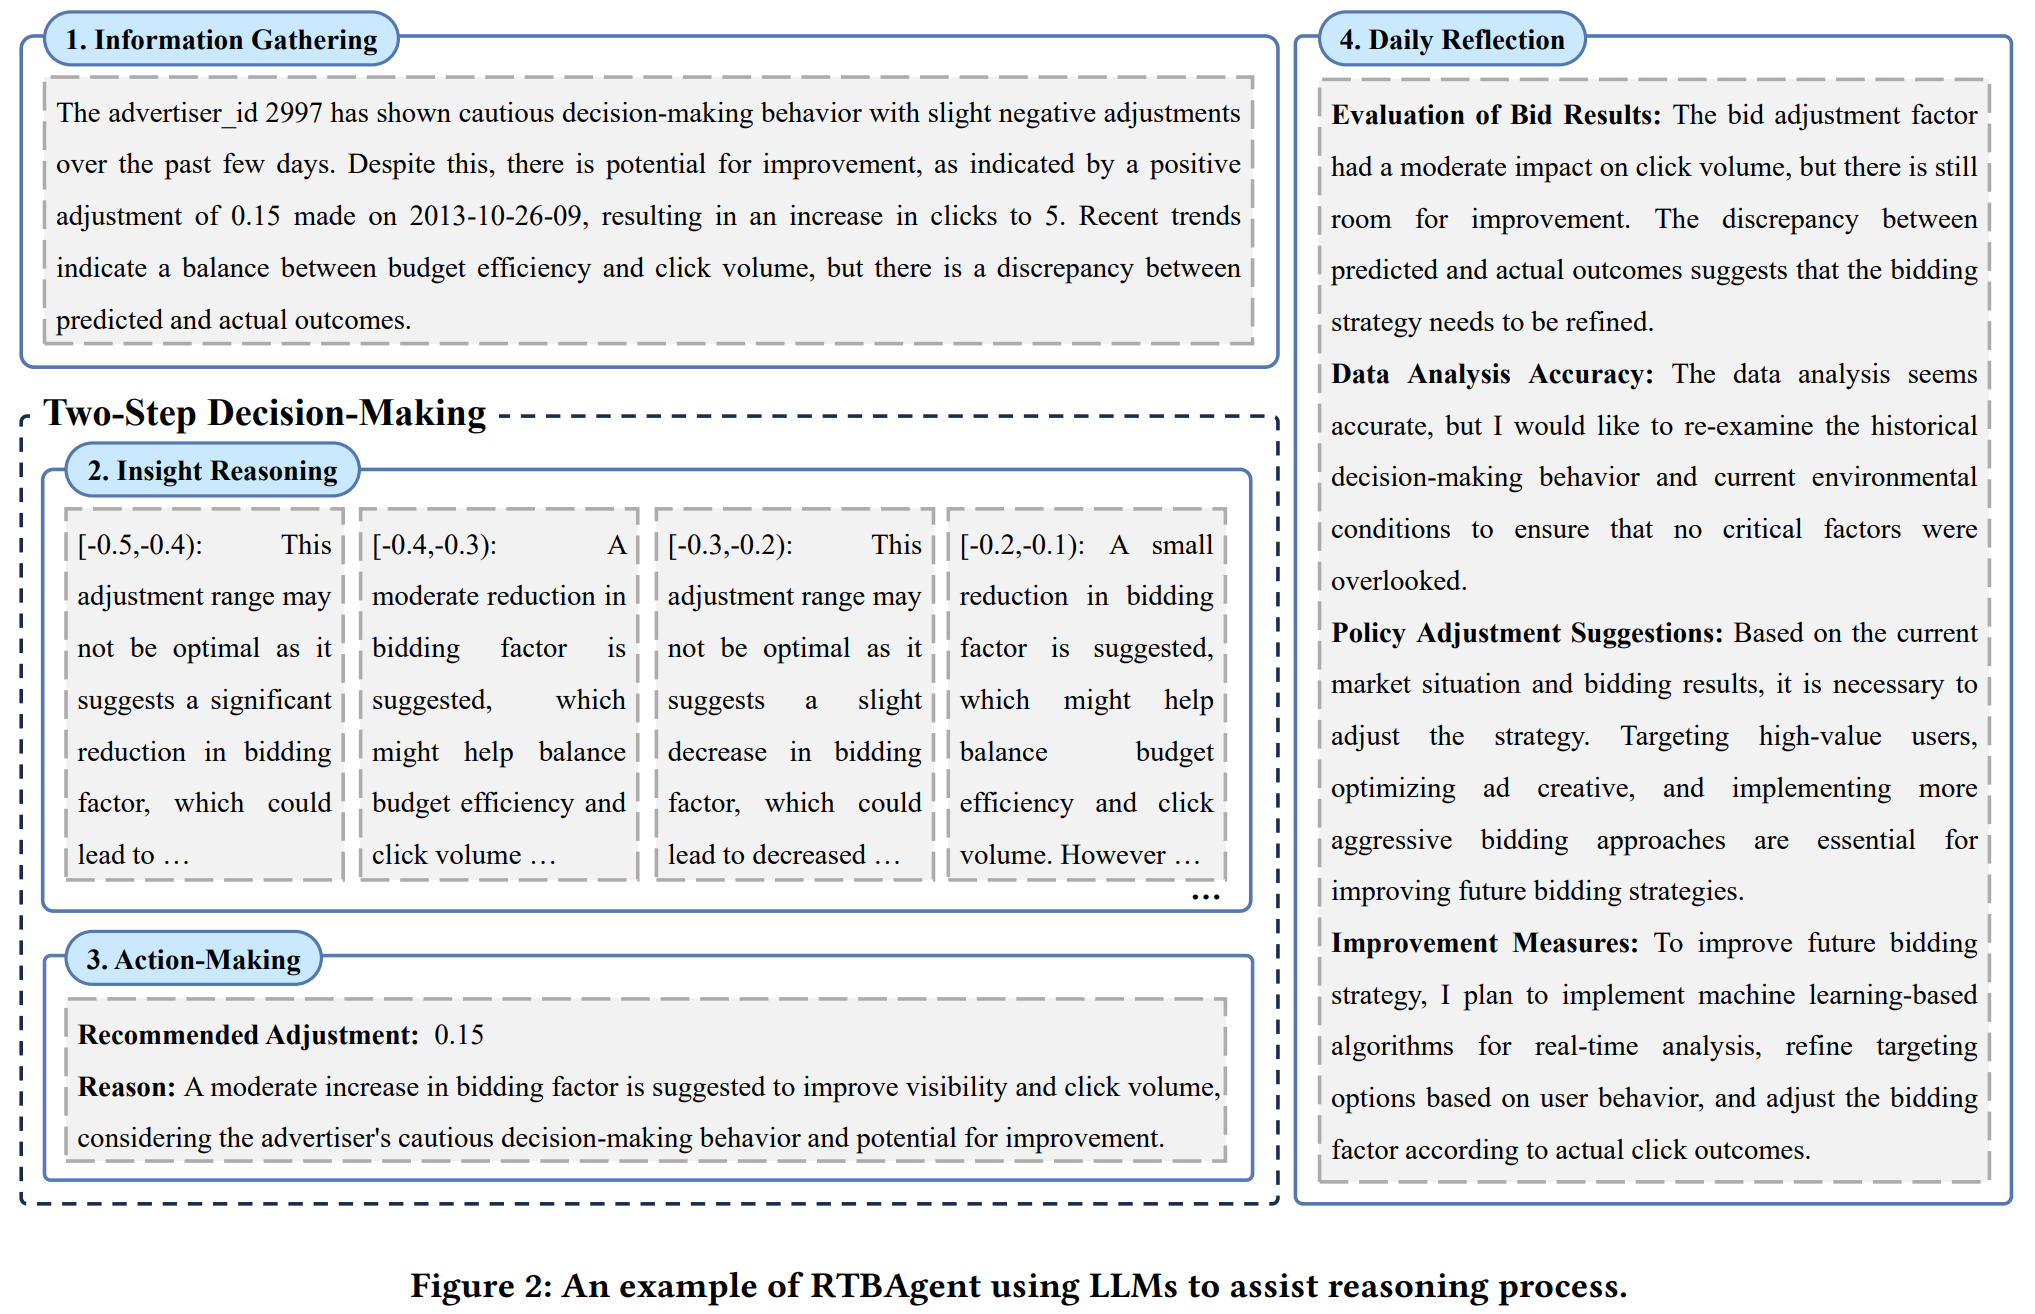 1. Information Gathering
The advertiser_id 2997 has shown cautious decision-making behavior with slight negative adjustments
over the past few days. Despite this, there is potential for improvement, as indicated by a positive
adjustment of 0.15 made on 2013-10-26-09, resulting in an increase in clicks to 5. Recent trends
indicate a balance between budget efficiency and click volume, but there is a discrepancy between
predicted and actual outcomes.
Two-Step Decision-Making
2. Insight Reasoning
[-0.5,-0.4): This
adjustment range may
not be optimal as it
suggests a significant
reduction in bidding
factor, which could
lead to …
[-0.4,-0.3): A
moderate reduction in
bidding factor is
suggested, which
might help balance
budget efficiency and
click volume …
[-0.3,-0.2): This
adjustment range may
not be optimal as it
suggests a slight
decrease in bidding
factor, which could
lead to decreased …
[-0.2,-0.1): A small
reduction in bidding
factor is suggested,
which might help
balance budget
efficiency and click
volume. However …
...
3. Action-Making
Recommended Adjustment: 0.15
Reason: A moderate increase in bidding factor is suggested to improve visibility and click volume,
considering the advertiser's cautious decision-making behavior and potential for improvement.
4. Daily Reflection
Evaluation of Bid Results: The bid adjustment factor
had a moderate impact on click volume, but there is still
room for improvement. The discrepancy between
predicted and actual outcomes suggests that the bidding
strategy needs to be refined.
Data Analysis Accuracy: The data analysis seems
accurate, but I would like to re-examine the historical
decision-making behavior and current environmental
conditions to ensure that no critical factors were
overlooked.
Policy Adjustment Suggestions: Based on the current
market situation and bidding results, it is necessary to
adjust the strategy. Targeting high-value users,
optimizing ad creative, and implementing more
aggressive bidding approaches are essential for
improving future bidding strategies.
Improvement Measures: To improve future bidding
strategy, I plan to implement machine learning-based
algorithms for real-time analysis, refine targeting
options based on user behavior, and adjust the bidding
factor according to actual click outcomes.
Figure 2: An example of RTBAgent using LLMs to assist reasoning process.